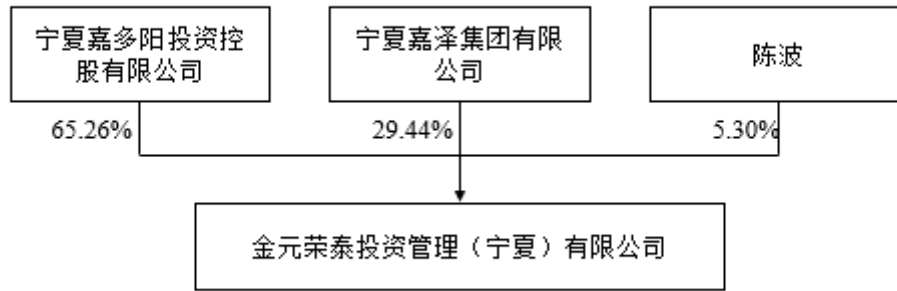 宁夏嘉多阳投资控
股有限公司
宁夏嘉泽集团有限
公司
陈波
65.26%
29.44%
5.30%
金元荣泰投资管理（宁夏）有限公司